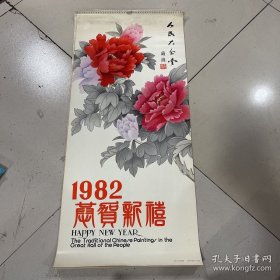 人民大会堂
1982
恭贺新禧
HAPPY NEW YEAR
The Traditional Chinese Paintings in the
Great Hall of the People
孔夫子旧书网